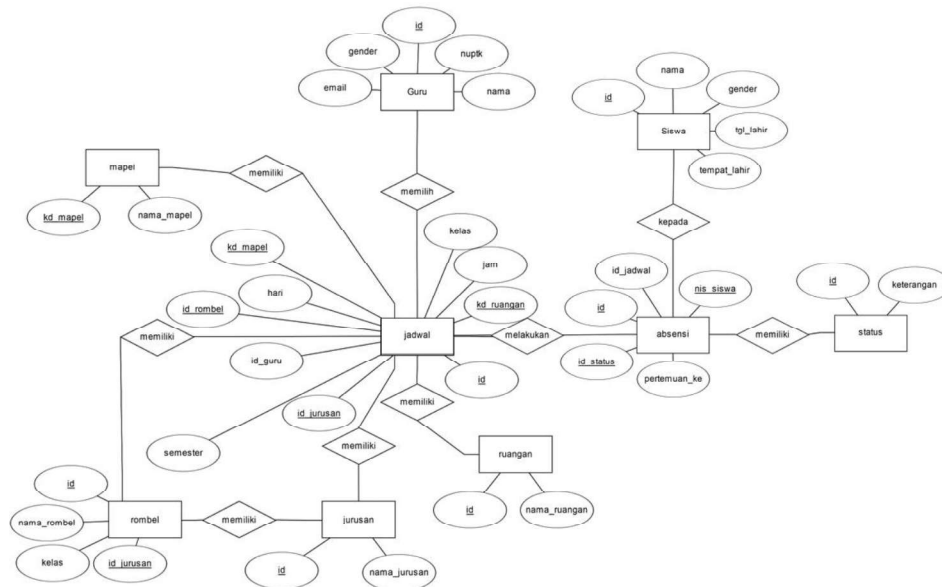 id
gender
nuptk
email
Guru
nama
nama
id
gender
Siswa
tgl_lahir
tempat_lahir
mapel
memiliki
memilih
kd_mapel
nama_mapel
kepada
kelas
kd_mapel
jam
id_jadwal
nis_siswa
id
keterangan
hari
id_rombel
kd_ruangan
id
memiliki
jadwal
melakukan
absensi
memiliki
status
id_guru
id_status
id
pertemuan_ke
id_jurusan
memiliki
semester
memiliki
ruangan
id
id
nama_ruangan
nama_rombel
rombel
memiliki
jurusan
kelas
id_jurusan
id
nama_jurusan